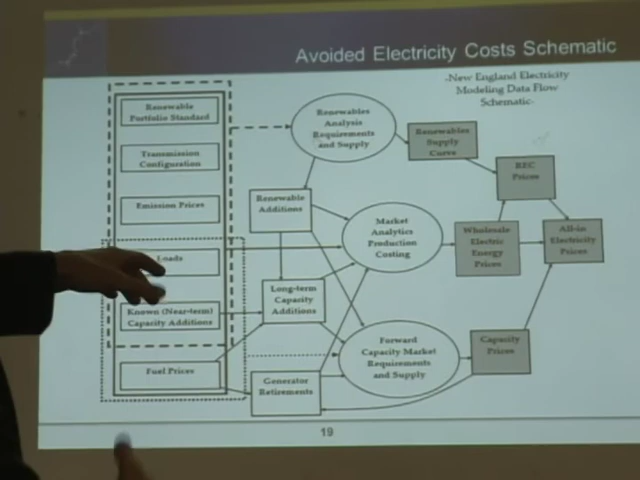 Avoided Electricity Costs Schematic
-New England Electricity
Modeling Data Flow
Schematic-
Renewable
Portfolio Standard
Transmission
Configuration
Emission Prices
Loads
Known (Near-term)
Capacity Additions
Fuel Prices
Renewables
Analysis
Requirements
and Supply
Renewables
Supply
Curve
REC
Prices
Renewable
Additions
Market
Analytics
Production
Costing
Wholesale
Electric
Energy
Prices
All-in
Electricity
Prices
Long-term
Capacity
Additions
Forward
Capacity Market
Requirements
and Supply
Capacity
Prices
Generator
Retirements
19